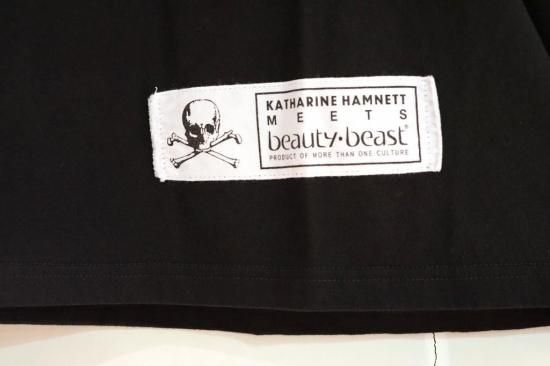 KATHARINE HAMNETT
MEETS
beauty•beast®
PRODUCT OF MORE THAN ONE CULTURE